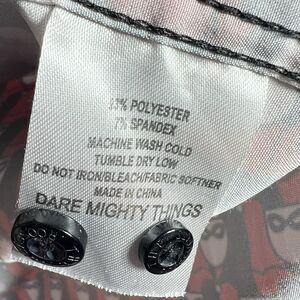 % POLYESTER
7% SPANDEX
MACHINE WASH COLD
TUMBLE DRY LOW
DO NOT IRON/BLEACH/FABRIC SOFTNER
MADE IN CHINA
DARE MIGHTY THINGS